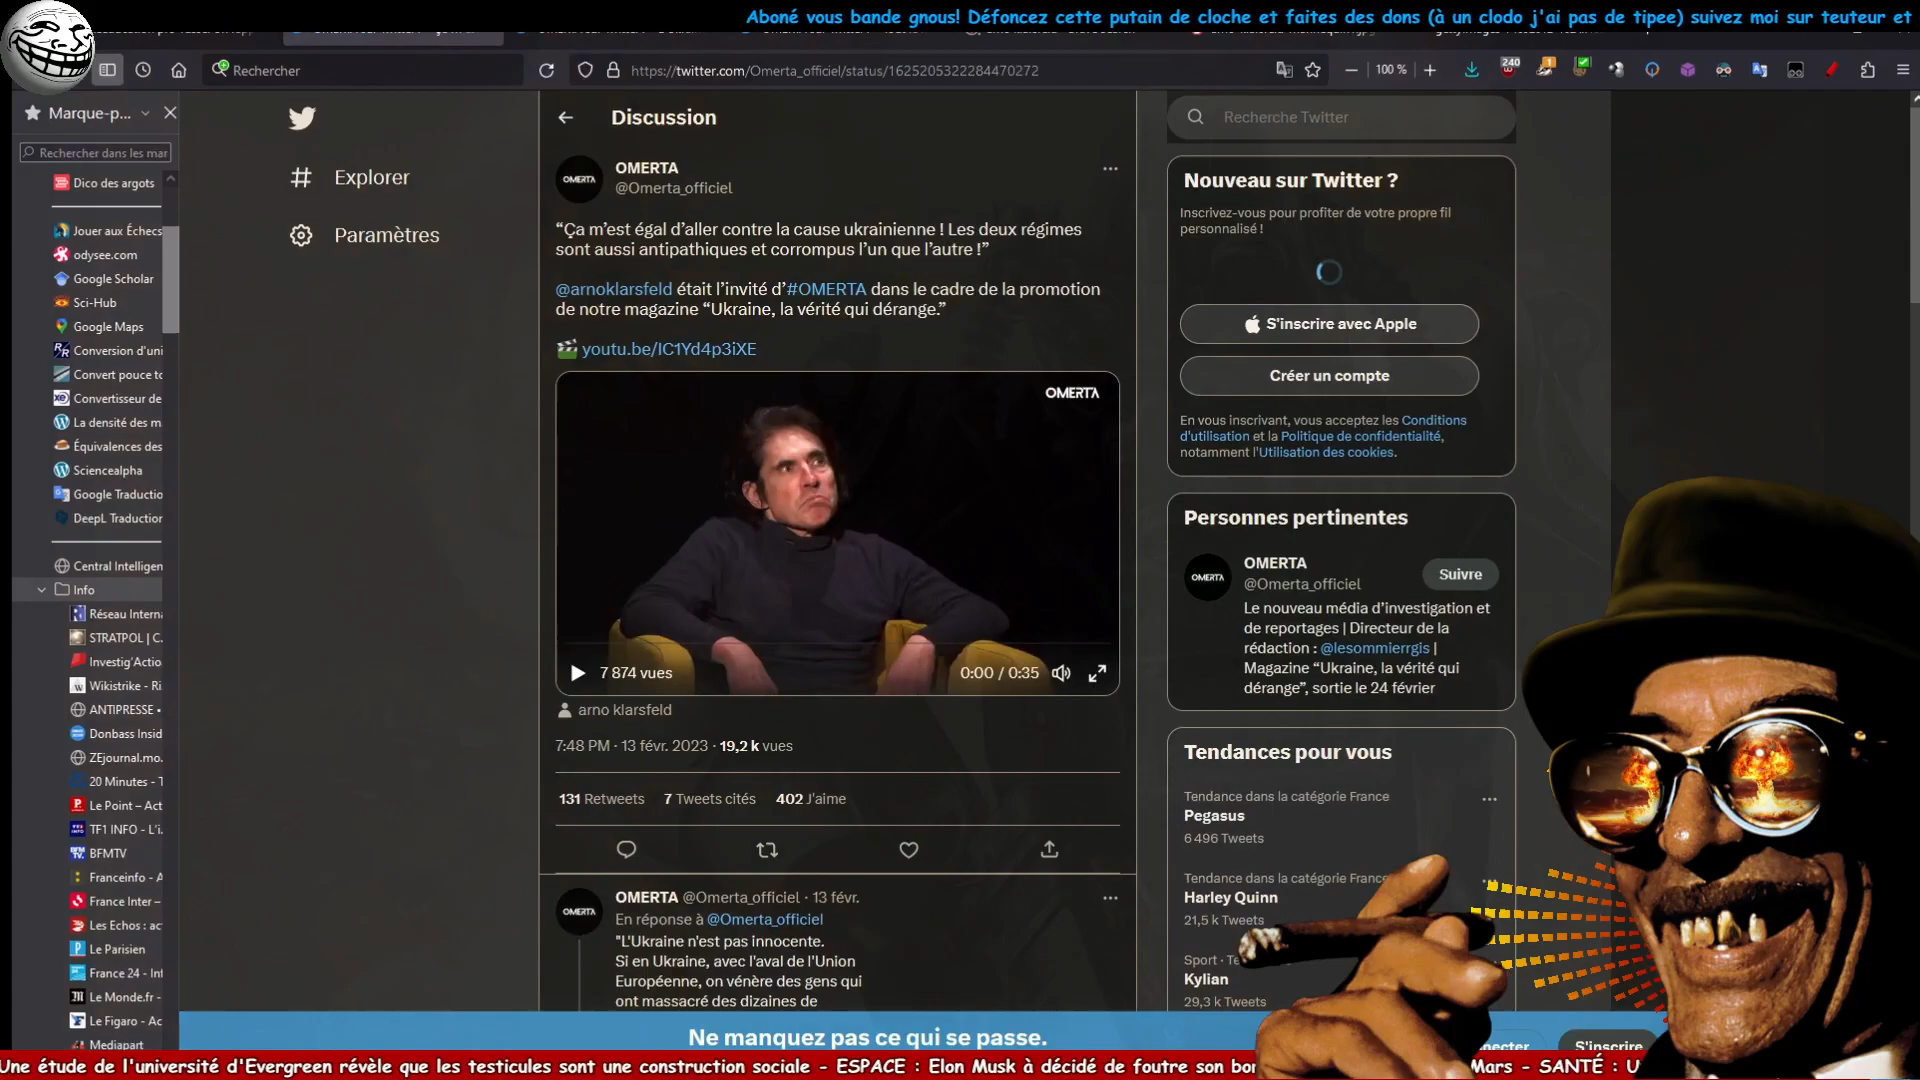 Aboné vous bande gnous! Défoncez cette putain de cloche et faites des dons (à un clodo j'ai pas de tipee) suivez moi sur teuteur et
Rechercher
https://twitter.com/Omerta_officiel/status/1625205322284470272
100 %
240
1
Marque-p...
Rechercher dans les mar
Dico des argots
Jouer aux Échecs
odysee.com
Google Scholar
Sci-Hub
Google Maps
Conversion d'uni
Convert pouce to
Convertisseur de
La densité des m
Équivalences des
Sciencealpha
Google Traductio
DeepL Traduction
Central Intelligen
Info
Réseau Interna
STRATPOL | C.
Investig'Actio
Wikistrike - Ri
ANTIPRESSE •
Donbass Insid
ZEjournal.mo.
20 Minutes - T
Le Point – Act
TF1 INFO - L'i.
BFMTV
Franceinfo - A
France Inter –
Les Echos : ac
Le Parisien
France 24 - Inf
Le Monde.fr -
Le Figaro - Ac
Mediapart
Explorer
Paramètres
Discussion
OMERTA
OMERTA
@Omerta_officiel
“Ça m’est égal d’aller contre la cause ukrainienne ! Les deux régimes
sont aussi antipathiques et corrompus l’un que l’autre !”
@arnoklarsfeld était l’invité d’#OMERTA dans le cadre de la promotion
de notre magazine “Ukraine, la vérité qui dérange.”
youtu.be/IC1Yd4p3iXE
OMERTA
7 874 vues
0:00 / 0:35
arno klarsfeld
7:48 PM · 13 févr. 2023 · 19,2 k vues
131 Retweets 7 Tweets cités 402 J'aime
OMERTA
OMERTA @Omerta_officiel · 13 févr.
En réponse à @Omerta_officiel
"L'Ukraine n'est pas innocente.
Si en Ukraine, avec l'aval de l'Union
Européenne, on vénère des gens qui
ont massacré des dizaines de
Recherche Twitter
Nouveau sur Twitter ?
Inscrivez-vous pour profiter de votre propre fil
personnalisé !
S'inscrire avec Apple
Créer un compte
En vous inscrivant, vous acceptez les Conditions
d'utilisation et la Politique de confidentialité,
notamment l'Utilisation des cookies.
Personnes pertinentes
OMERTA
OMERTA
@Omerta_officiel
Suivre
Le nouveau média d’investigation et
de reportages | Directeur de la
rédaction : @lesommierrgis |
Magazine “Ukraine, la vérité qui
dérange”, sortie le 24 février
Tendances pour vous
Tendance dans la catégorie France
Pegasus
6 496 Tweets
Tendance dans la catégorie France
Harley Quinn
21,5 k Tweets
Sport · Te
Kylian
29,3 k Tweets
Ne manquez pas ce qui se passe.
necter
S'inscrire
Une étude de l'université d'Evergreen révèle que les testicules sont une construction sociale - ESPACE : Elon Musk à décidé de foutre son bor
Mars - SANTÉ : U